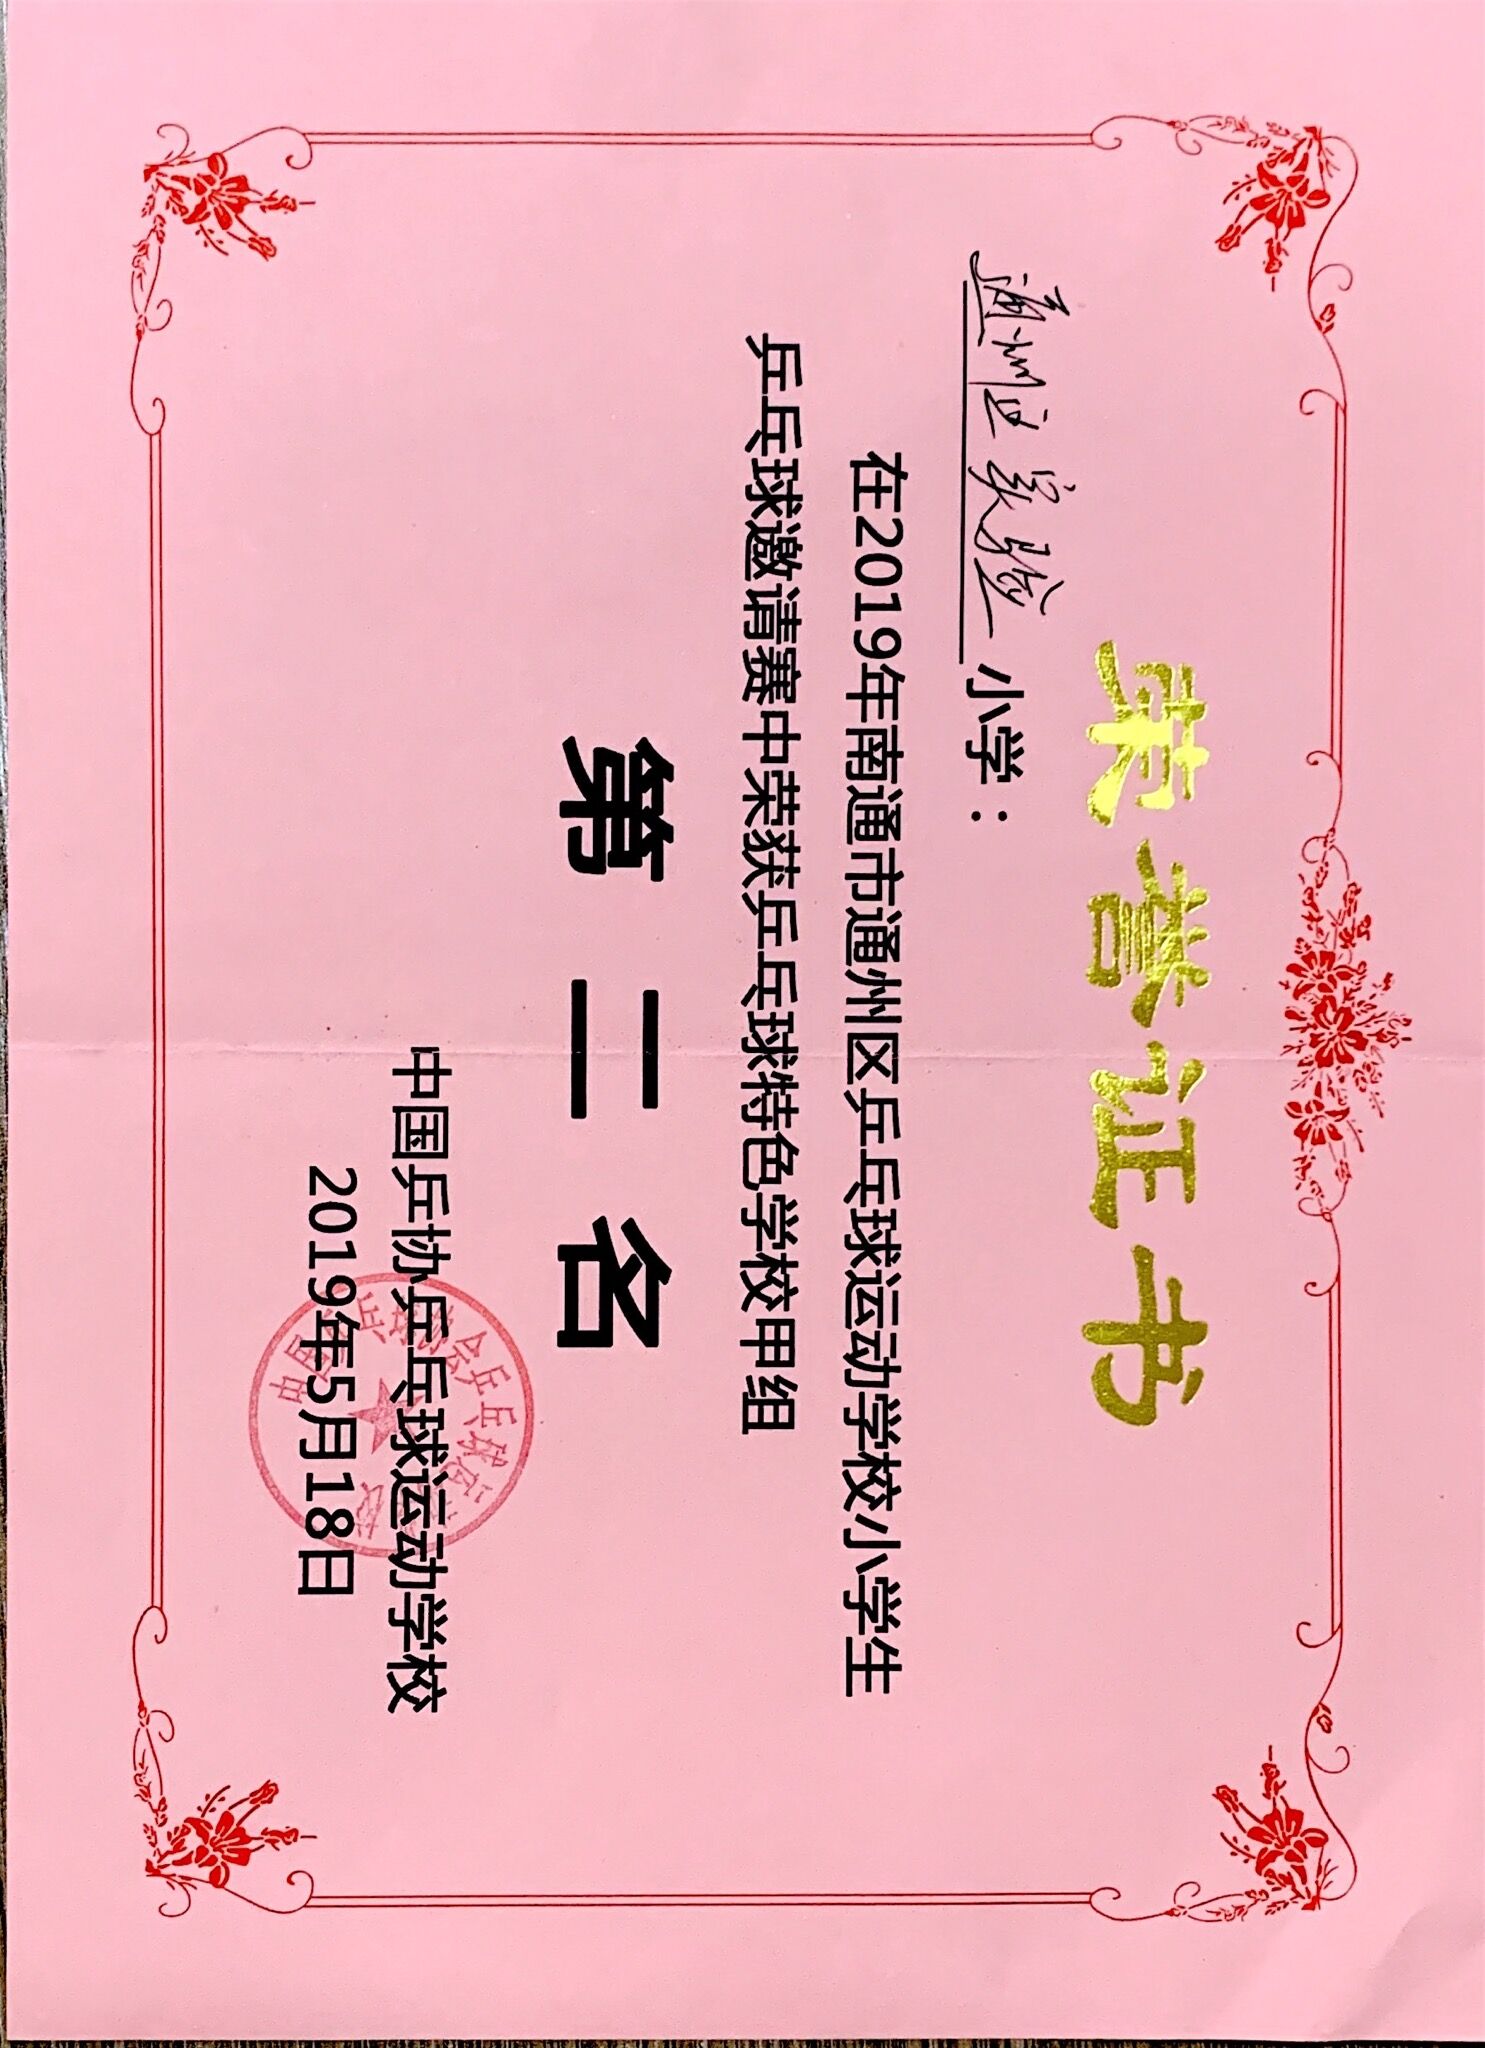 荣誉证书
通州区实验小学：
在2019年南通市通州区乒乓球运动学校小学生
乒乓球邀请赛中荣获乒乓球特色学校甲组
第二名
中国乒协乒乓球运动学校
2019年5月18日